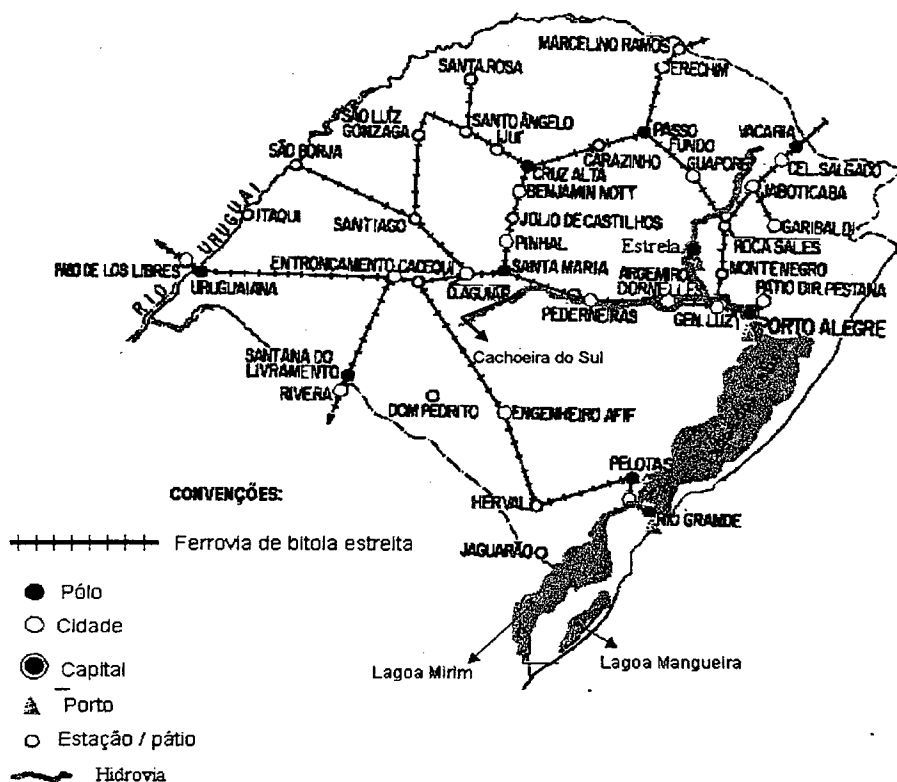 MARCELINO RAMOS
ERECHIM
SANTA ROSA
SÃO LUÍZ
GONZAGA
SANTO ÂNGELO
IJUÍ
PASSO
FUNDO
VACARIA
CARAZINHO
GUAPORÉ
CEL. SALGADO
SÃO BORJA
CRUZ ALTA
BENJAMIN NOTT
JABOTICABA
ITAQUI
SANTIAGO
JÚLIO DE CASTILHOS
GARIBALDI
RIO URUGUAI
PINHAL
Estrela
ROCA SALES
PASO DE LOS LIBRES
ENTRONCAMENTO
CACEQUI
SANTA MARIA
ARGEMIRO
DORNELLES
MONTENEGRO
URUGUAIANA
D.AGUIAR
PATIO DIR. PESTANA
PEDERNEIRAS
GEN. LUZ
PORTO ALEGRE
Cachoeira do Sul
SANTANA DO
LIVRAMENTO
RIVERA
DOM PEDRITO
ENGENHEIRO AFIF
PELOTAS
CONVENÇÕES:
HERVAL
RIO GRANDE
Ferrovia de bitola estreita
JAGUARÃO
Pólo
Cidade
Capital
Lagoa Mirim
Lagoa Mangueira
Porto
Estação / pátio
Hidrovia